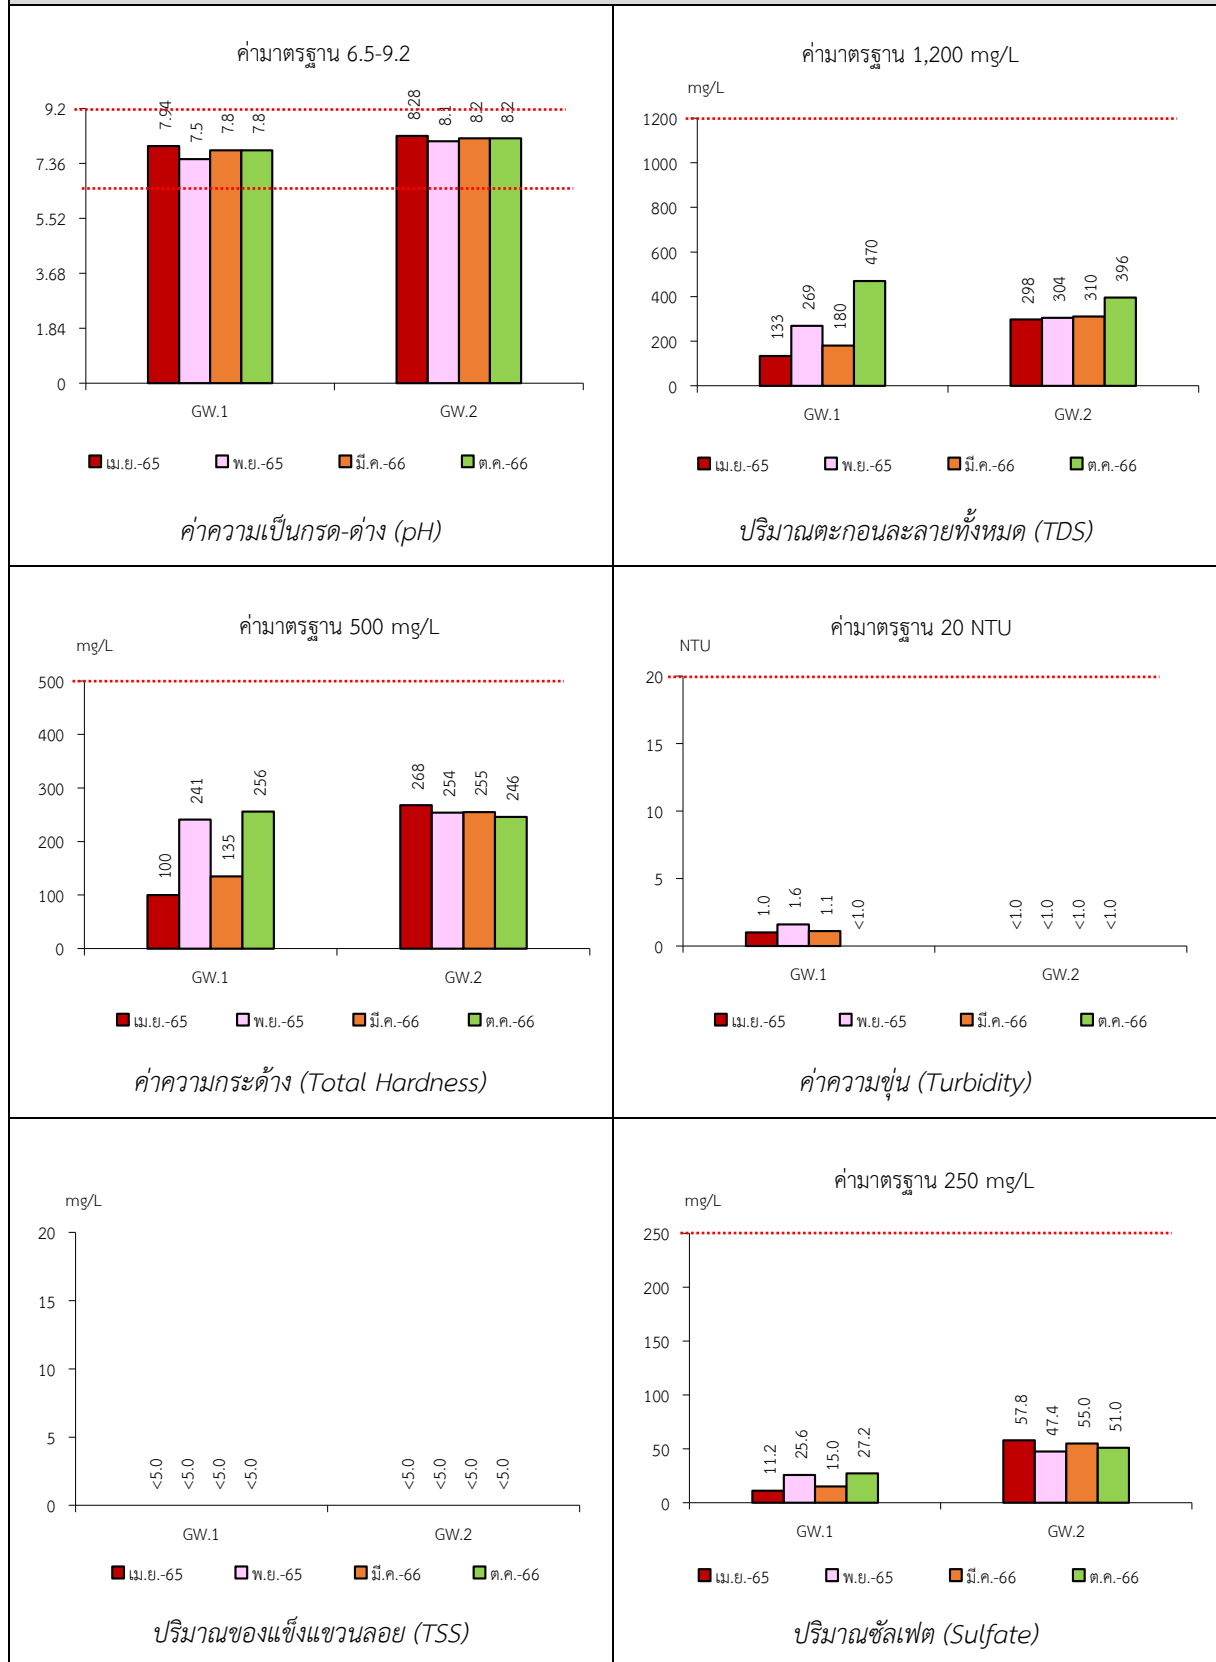 ค่ามาตรฐาน 6.5-9.2
9.2
7.36
5.52
3.68
1.84
0
7.94
7.5
7.8
7.8
8.28
8.1
8.2
8.2
GW.1
GW.2
เม.ย.-65
พ.ย.-65
มี.ค.-66
ต.ค.-66
ค่าความเป็นกรด-ด่าง (pH)
ค่ามาตรฐาน 1,200 mg/L
mg/L
1200
1000
800
600
400
200
0
133
269
180
470
298
304
310
396
GW.1
GW.2
เม.ย.-65
พ.ย.-65
มี.ค.-66
ต.ค.-66
ปริมาณตะกอนละลายทั้งหมด (TDS)
ค่ามาตรฐาน 500 mg/L
mg/L
500
400
300
200
100
0
100
241
135
256
268
254
255
246
GW.1
GW.2
เม.ย.-65
พ.ย.-65
มี.ค.-66
ต.ค.-66
ค่าความกระด้าง (Total Hardness)
ค่ามาตรฐาน 20 NTU
NTU
20
15
10
5
0
1.0
1.6
1.1
<1.0
<1.0
<1.0
<1.0
<1.0
GW.1
GW.2
เม.ย.-65
พ.ย.-65
มี.ค.-66
ต.ค.-66
ค่าความขุ่น (Turbidity)
mg/L
20
15
10
5
0
<5.0
<5.0
<5.0
<5.0
<5.0
<5.0
<5.0
<5.0
GW.1
GW.2
เม.ย.-65
พ.ย.-65
มี.ค.-66
ต.ค.-66
ปริมาณของแข็งแขวนลอย (TSS)
ค่ามาตรฐาน 250 mg/L
mg/L
250
200
150
100
50
0
11.2
25.6
15.0
27.2
57.8
47.4
55.0
51.0
GW.1
GW.2
เม.ย.-65
พ.ย.-65
มี.ค.-66
ต.ค.-66
ปริมาณซัลเฟต (Sulfate)